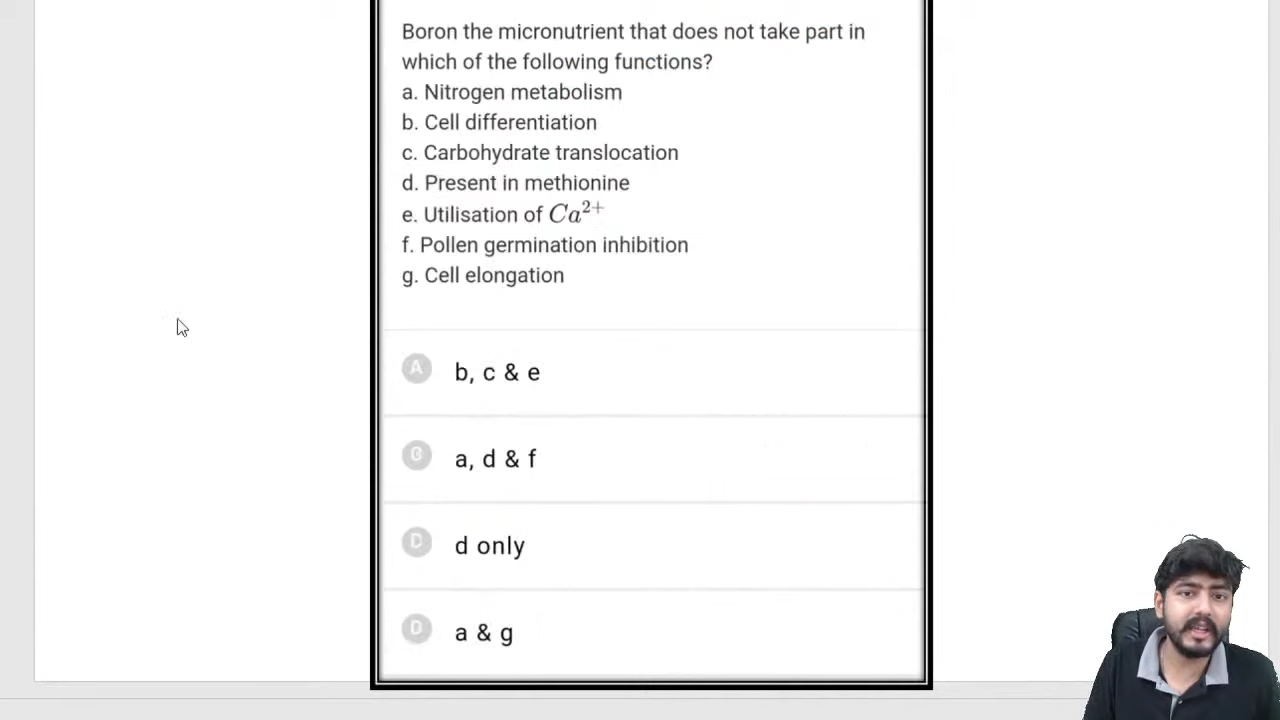 Boron the micronutrient that does not take part in
which of the following functions?
a. Nitrogen metabolism
b. Cell differentiation
c. Carbohydrate translocation
d. Present in methionine
e. Utilisation of Ca²⁺
f. Pollen germination inhibition
g. Cell elongation
A b, c & e
a, d & f
D d only
D a & g